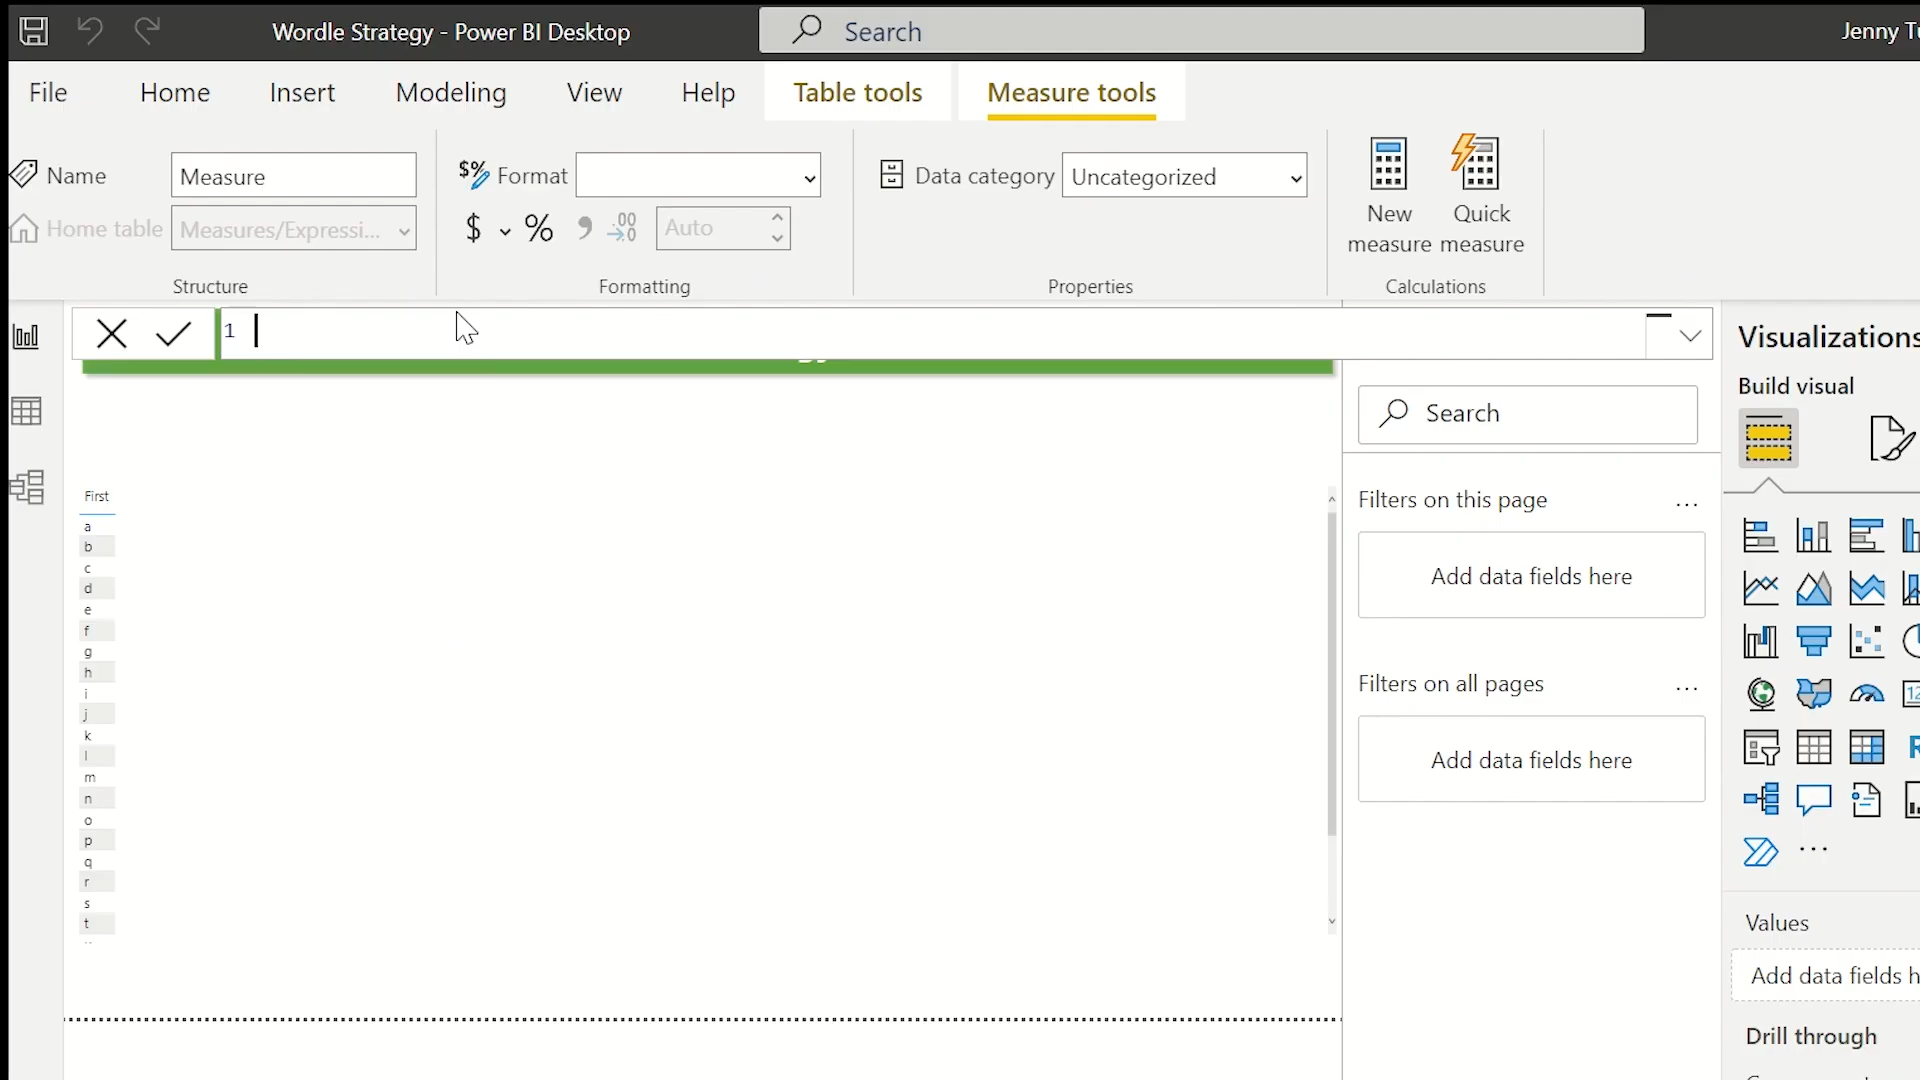 Wordle Strategy - Power BI Desktop
Search
Jenny
File
Home
Insert
Modeling
View
Help
Table tools
Measure tools
Name
Measure
Home table
Measures/Expressi...
Structure
$% Format
$ % 9 .00 →.0
Auto
Formatting
Data category
Uncategorized
Properties
New measure
Quick measure
Calculations
1
Search
Filters on this page
...
Add data fields here
Filters on all pages
...
Add data fields here
Visualizations
Build visual
...
Values
Add data fields
Drill through
First
a
b
c
d
e
f
g
h
i
j
k
l
m
n
o
p
q
r
s
t